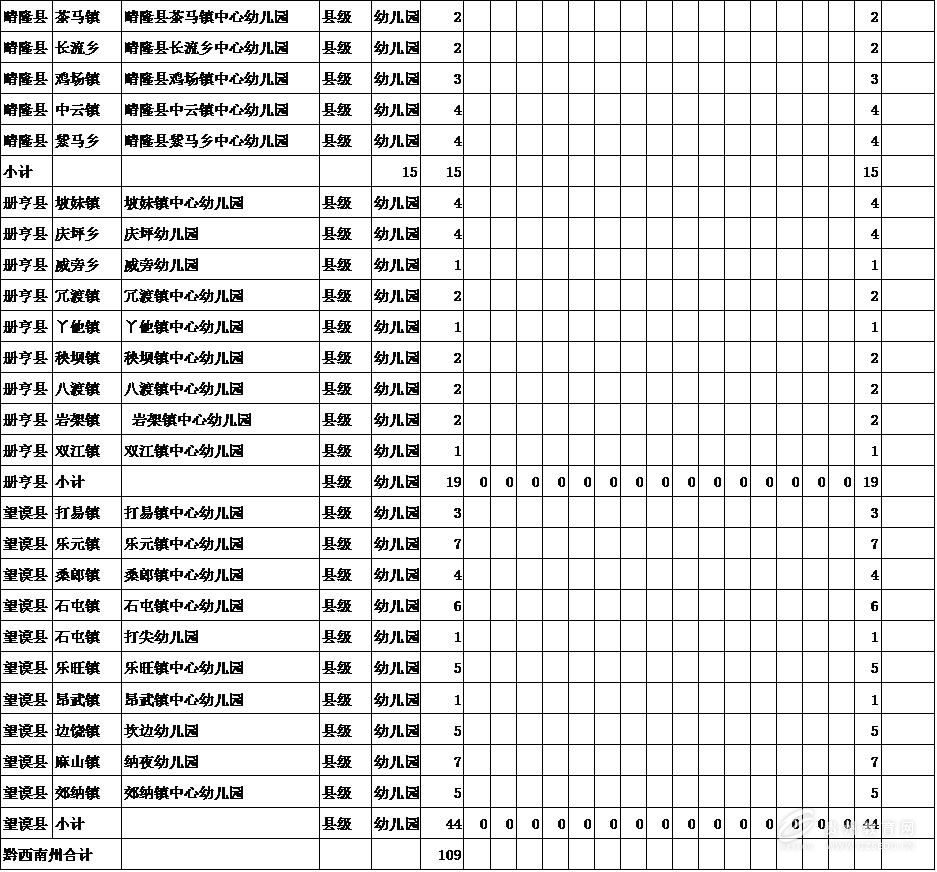 晴隆县 茶马镇 晴隆县茶马镇中心幼儿园 县级 幼儿园 2 2
晴隆县 长流乡 晴隆县长流乡中心幼儿园 县级 幼儿园 2 2
晴隆县 鸡场镇 晴隆县鸡场镇中心幼儿园 县级 幼儿园 3 3
晴隆县 中云镇 晴隆县中云镇中心幼儿园 县级 幼儿园 4 4
晴隆县 紫马乡 晴隆县紫马乡中心幼儿园 县级 幼儿园 4 4
小计 15 15 15
册亨县 坡妹镇 坡妹镇中心幼儿园 县级 幼儿园 4 4
册亨县 庆坪乡 庆坪幼儿园 县级 幼儿园 4 4
册亨县 威旁乡 威旁幼儿园 县级 幼儿园 1 1
册亨县 冗渡镇 冗渡镇中心幼儿园 县级 幼儿园 2 2
册亨县 丫他镇 丫他镇中心幼儿园 县级 幼儿园 1 1
册亨县 秧坝镇 秧坝镇中心幼儿园 县级 幼儿园 2 2
册亨县 八渡镇 八渡镇中心幼儿园 县级 幼儿园 2 2
册亨县 岩架镇 岩架镇中心幼儿园 县级 幼儿园 2 2
册亨县 双江镇 双江镇中心幼儿园 县级 幼儿园 1 1
册亨县 小计 县级 幼儿园 19 0 0 0 0 0 0 0 0 0 0 0 0 0 0 0 19
望谟县 打易镇 打易镇中心幼儿园 县级 幼儿园 3 3
望谟县 乐元镇 乐元镇中心幼儿园 县级 幼儿园 7 7
望谟县 桑郎镇 桑郎镇中心幼儿园 县级 幼儿园 4 4
望谟县 石屯镇 石屯镇中心幼儿园 县级 幼儿园 6 6
望谟县 石屯镇 打尖幼儿园 县级 幼儿园 1 1
望谟县 乐旺镇 乐旺镇中心幼儿园 县级 幼儿园 5 5
望谟县 昂武镇 昂武镇中心幼儿园 县级 幼儿园 1 1
望谟县 边饶镇 坎边幼儿园 县级 幼儿园 5 5
望谟县 麻山镇 纳夜幼儿园 县级 幼儿园 7 7
望谟县 郊纳镇 郊纳镇中心幼儿园 县级 幼儿园 5 5
望谟县 小计 县级 幼儿园 44 0 0 0 0 0 0 0 0 0 0 0 0 0 0 0 44
黔西南州合计 109